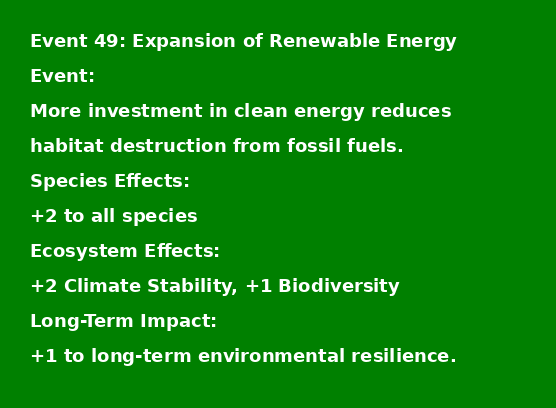 Event 49: Expansion of Renewable Energy
Event:
More investment in clean energy reduces
habitat destruction from fossil fuels.
Species Effects:
+2 to all species
Ecosystem Effects:
+2 Climate Stability, +1 Biodiversity
Long-Term Impact:
+1 to long-term environmental resilience.